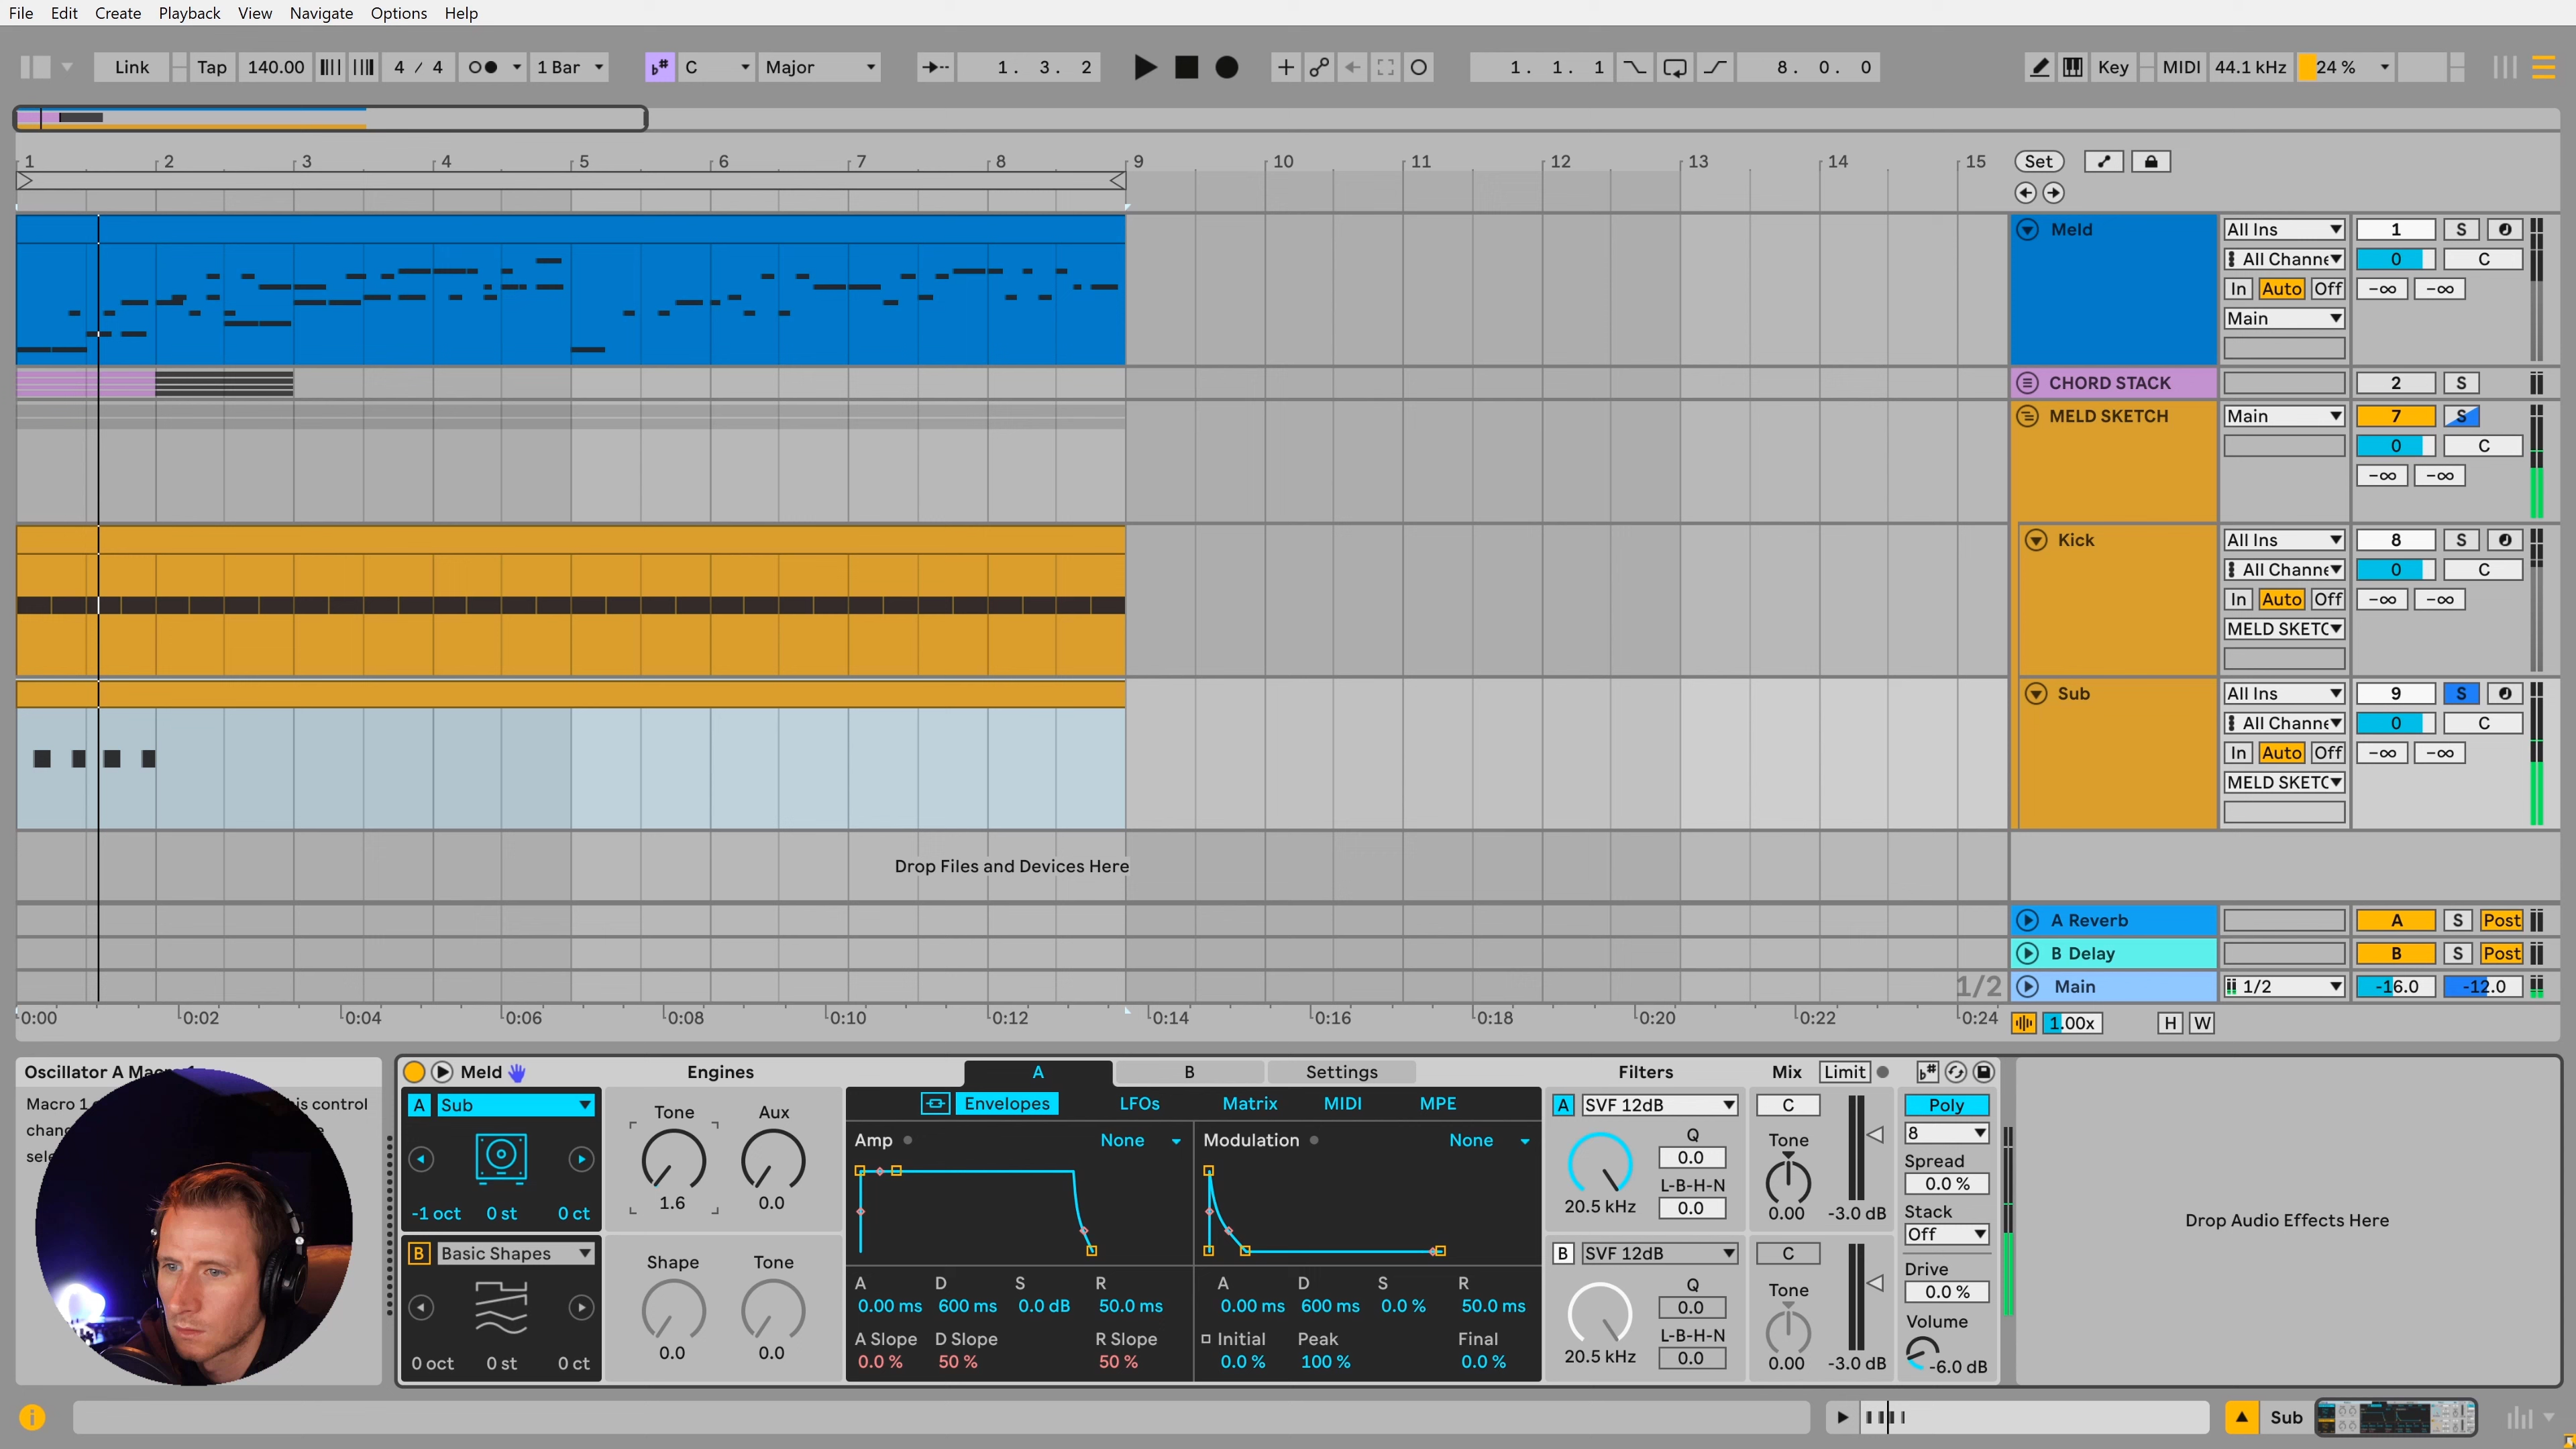 File Edit Create Playback View Navigate Options Help
Link Tap 140.00 4 / 4 1 Bar C Major 1. 3. 2 1. 1. 1 8. 0. 0 Key MIDI 44.1 kHz 24 %
1 2 3 4 5 6 7 8 9 10 11 12 13 14 15 Set
Meld All Ins 1 S
All Channe 0 C
In Auto Off -∞ -∞
Main
CHORD STACK 2 S
MELD SKETCH Main 7 S
0 C
-∞ -∞
Kick All Ins 8 S
All Channe 0 C
In Auto Off -∞ -∞
MELD SKETC
Sub All Ins 9 S
All Channe 0 C
In Auto Off -∞ -∞
MELD SKETC
Drop Files and Devices Here
A Reverb A S Post
B Delay B S Post
1/2 Main 1/2 -16.0 -12.0
0:00 0:02 0:04 0:06 0:08 0:10 0:12 0:14 0:16 0:18 0:20 0:22 0:24 1.00x H W
Oscillator A Mac
Macro 1 is control
chan
sele
Meld Engines A B Settings Filters Mix Limit
A Sub Tone Aux Envelopes LFOs Matrix MIDI MPE A SVF 12dB C Poly
Amp None Modulation None Q Tone 8
1.6 0.0 0.0 Spread
L-B-H-N 0.0 %
-1 oct 0 st 0 ct 20.5 kHz 0.0 0.00 -3.0 dB Stack
Off
B Basic Shapes Shape Tone B SVF 12dB C
A D S R A D S R Q Tone Drive
0.00 ms 600 ms 0.0 dB 50.0 ms 0.00 ms 600 ms 0.0 % 50.0 ms 0.0 0.0 %
A Slope D Slope R Slope Initial Peak Final L-B-H-N Volume
0 oct 0 st 0 ct 0.0 0.0 0.0 % 50 % 50 % 0.0 % 100 % 0.0 % 20.5 kHz 0.0 0.00 -3.0 dB -6.0 dB
Drop Audio Effects Here
Sub